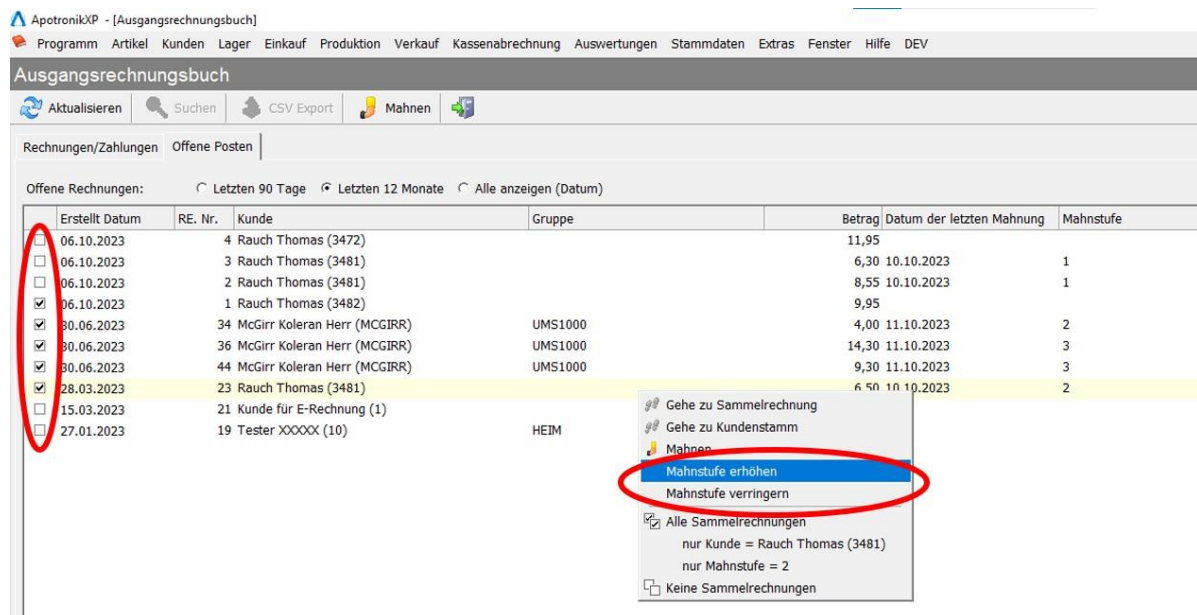 ApotronikXP - [Ausgangsrechnungsbuch]
Programm Artikel Kunden Lager Einkauf Produktion Verkauf Kassenabrechnung Auswertungen Stammdaten Extras Fenster Hilfe DEV
Ausgangsrechnungsbuch
Aktualisieren Suchen CSV Export Mahnen
Rechnungen/Zahlungen Offene Posten
Offene Rechnungen: Letzten 90 Tage Letzten 12 Monate Alle anzeigen (Datum)
Erstellt Datum RE. Nr. Kunde Gruppe Betrag Datum der letzten Mahnung Mahnstufe
06.10.2023 4 Rauch Thomas (3472) 11,95
06.10.2023 3 Rauch Thomas (3481) 6,30 10.10.2023 1
06.10.2023 2 Rauch Thomas (3481) 8,55 10.10.2023 1
06.10.2023 1 Rauch Thomas (3482) 9,95
30.06.2023 34 McGirr Koleran Herr (MCGIRR) UMS1000 4,00 11.10.2023 2
30.06.2023 36 McGirr Koleran Herr (MCGIRR) UMS1000 14,30 11.10.2023 3
30.06.2023 44 McGirr Koleran Herr (MCGIRR) UMS1000 9,30 11.10.2023 3
28.03.2023 23 Rauch Thomas (3481) 6,50 10.10.2023 2
15.03.2023 21 Kunde für E-Rechnung (1)
27.01.2023 19 Tester XXXXX (10) HEIM
Gehe zu Sammelrechnung
Gehe zu Kundenstamm
Mahnen
Mahnstufe erhöhen
Mahnstufe verringern
Alle Sammelrechnungen
nur Kunde = Rauch Thomas (3481)
nur Mahnstufe = 2
Keine Sammelrechnungen